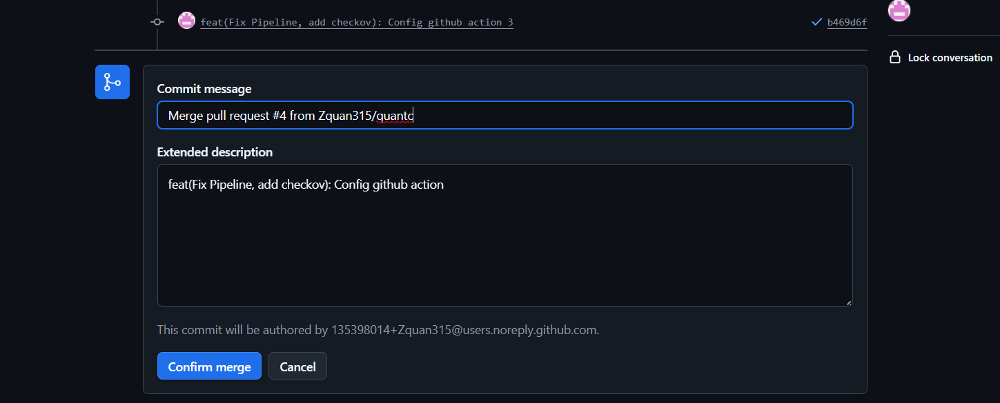 feat(Fix Pipeline, add checkov): Config github action 3
b469d6f
Lock conversation
Commit message
Merge pull request #4 from Zquan315/quantc
Extended description
feat(Fix Pipeline, add checkov): Config github action
This commit will be authored by 135398014+Zquan315@users.noreply.github.com.
Confirm merge
Cancel